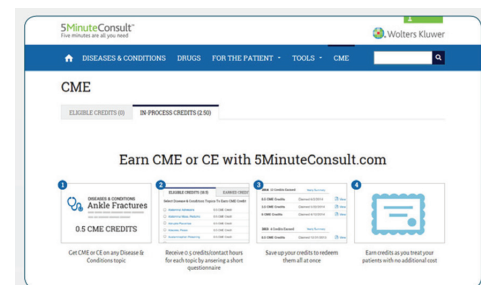 5MinuteConsult™
Five minutes are all you need
Wolters Kluwer
DISEASES & CONDITIONS DRUGS FOR THE PATIENT TOOLS CME
CME
ELIGIBLE CREDITS (0) IN-PROCESS CREDITS (2.50)
Earn CME or CE with 5MinuteConsult.com
1
DISEASES & CONDITIONS
Ankle Fractures
0.5 CME CREDITS
Get CME or CE on any Disease &
Conditions topic
2
ELIGIBLE CREDITS
Receive 0.5 credits/contact hours
for each topic by ansering a short
questionnaire
3
Save up your credits to redeem
them all at once
4
Earn credits as you treat your
patients with no additional cost